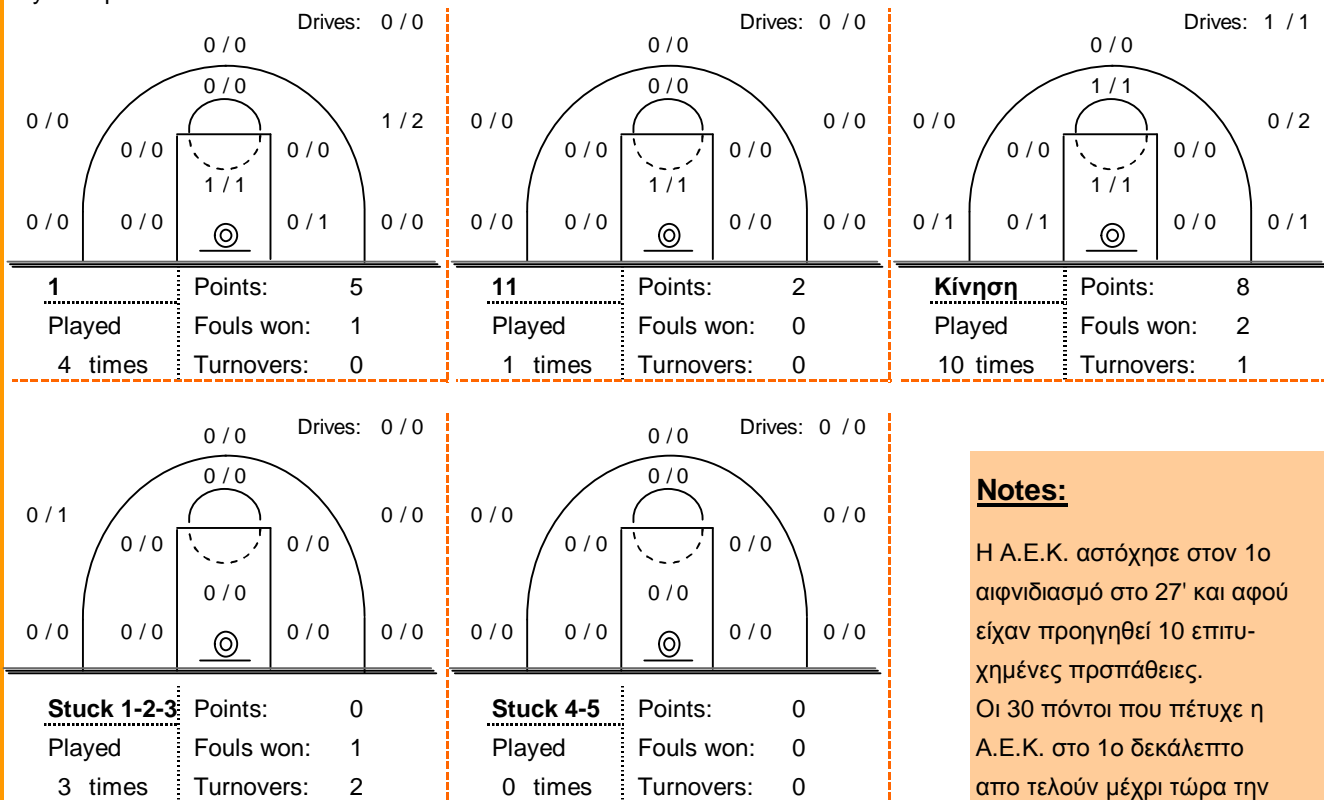 Drives: 0 / 0
0 / 0
0 / 0
0 / 0
1 / 2
0 / 0
0 / 0
1 / 1
0 / 0
0 / 0
0 / 1
0 / 0
1
Points: 5
Played
Fouls won: 1
4 times
Turnovers: 0
Drives: 0 / 0
0 / 0
0 / 0
0 / 0
0 / 0
0 / 0
0 / 0
1 / 1
0 / 0
0 / 0
0 / 0
0 / 0
11
Points: 2
Played
Fouls won: 0
1 times
Turnovers: 0
Drives: 1 / 1
0 / 0
1 / 1
0 / 0
0 / 2
0 / 0
0 / 0
1 / 1
0 / 1
0 / 1
0 / 0
0 / 1
Κίνηση
Points: 8
Played
Fouls won: 2
10 times
Turnovers: 1
Drives: 0 / 0
0 / 0
0 / 0
0 / 1
0 / 0
0 / 0
0 / 0
0 / 0
0 / 0
0 / 0
0 / 0
0 / 0
Stuck 1-2-3
Points: 0
Played
Fouls won: 1
3 times
Turnovers: 2
Drives: 0 / 0
0 / 0
0 / 0
0 / 0
0 / 0
0 / 0
0 / 0
0 / 0
0 / 0
0 / 0
0 / 0
0 / 0
Stuck 4-5
Points: 0
Played
Fouls won: 0
0 times
Turnovers: 0
Notes:
Η Α.Ε.Κ. αστόχησε στον 1ο
αιφνιδιασμό στο 27' και αφού
είχαν προηγηθεί 10 επιτυ-
χημένες πρσπάθειες.
Οι 30 πόντοι που πέτυχε η
Α.Ε.Κ. στο 1ο δεκάλεπτο
απο τελούν μέχρι τώρα την